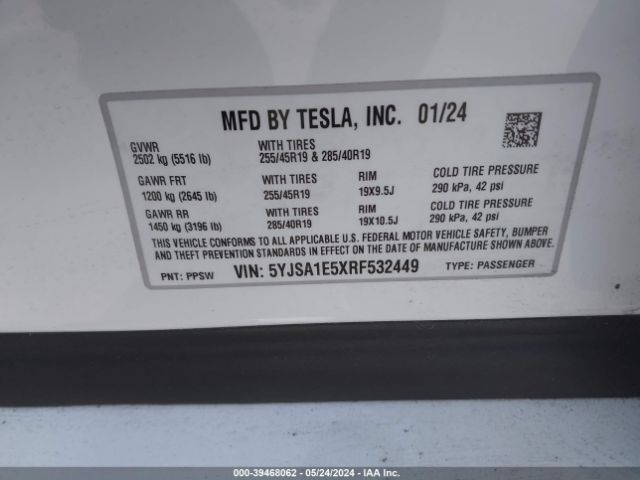 MFD BY TESLA, INC. 01/24
GVWR WITH TIRES
2502 kg (5516 lb) 255/45R19 & 285/40R19
GAWR FRT WITH TIRES RIM COLD TIRE PRESSURE
1200 kg (2645 lb) 255/45R19 19X9.5J 290 kPa, 42 psi
GAWR RR WITH TIRES RIM COLD TIRE PRESSURE
1450 kg (3196 lb) 285/40R19 19X10.5J 290 kPa, 42 psi
THIS VEHICLE CONFORMS TO ALL APPLICABLE U.S. FEDERAL MOTOR VEHICLE SAFETY, BUMPER
AND THEFT PREVENTION STANDARDS IN EFFECT ON THE DATE OF MANUFACTURE SHOWN ABOVE.
PNT: PPSW VIN: 5YJSA1E5XRF532449 TYPE: PASSENGER
000-39468062 - 05/24/2024 - IAA Inc.